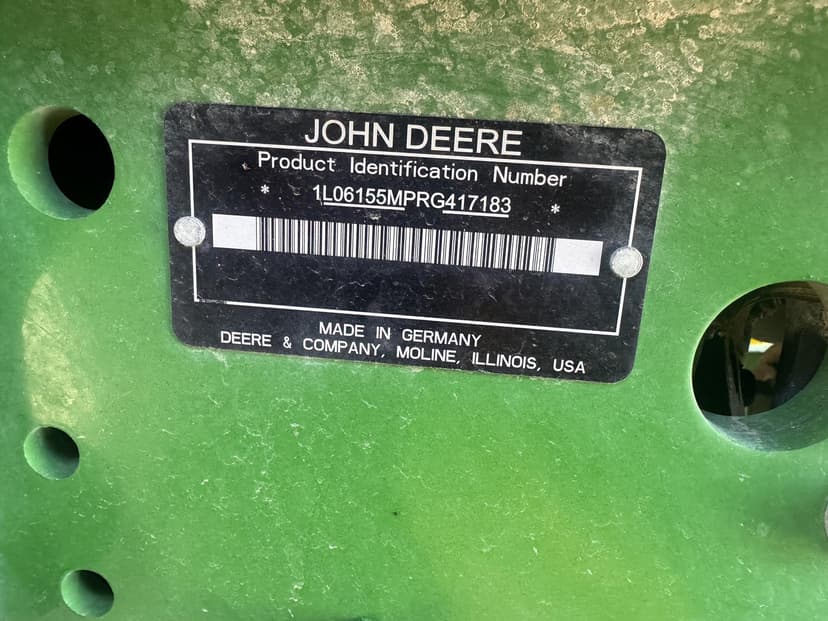 JOHN DEERE
Product Identification Number
* 1L06155MPRG417183 *
MADE IN GERMANY
DEERE & COMPANY, MOLINE, ILLINOIS, USA